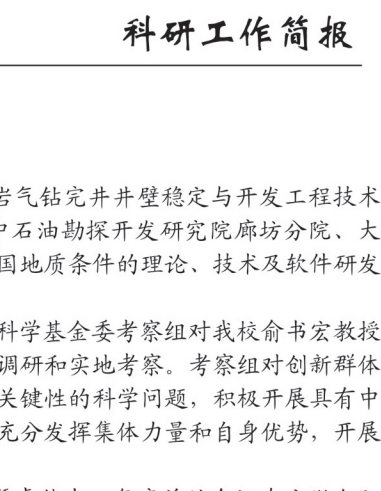 科研工作简报
岩气钻完井井壁稳定与开发工程技术
中石油勘探开发研究院廊坊分院、大
国地质条件的理论、技术及软件研发
科学基金委考察组对我校俞书宏教授
调研和实地考察。考察组对创新群体
关键性的科学问题，积极开展具有中
充分发挥集体力量和自身优势，开展